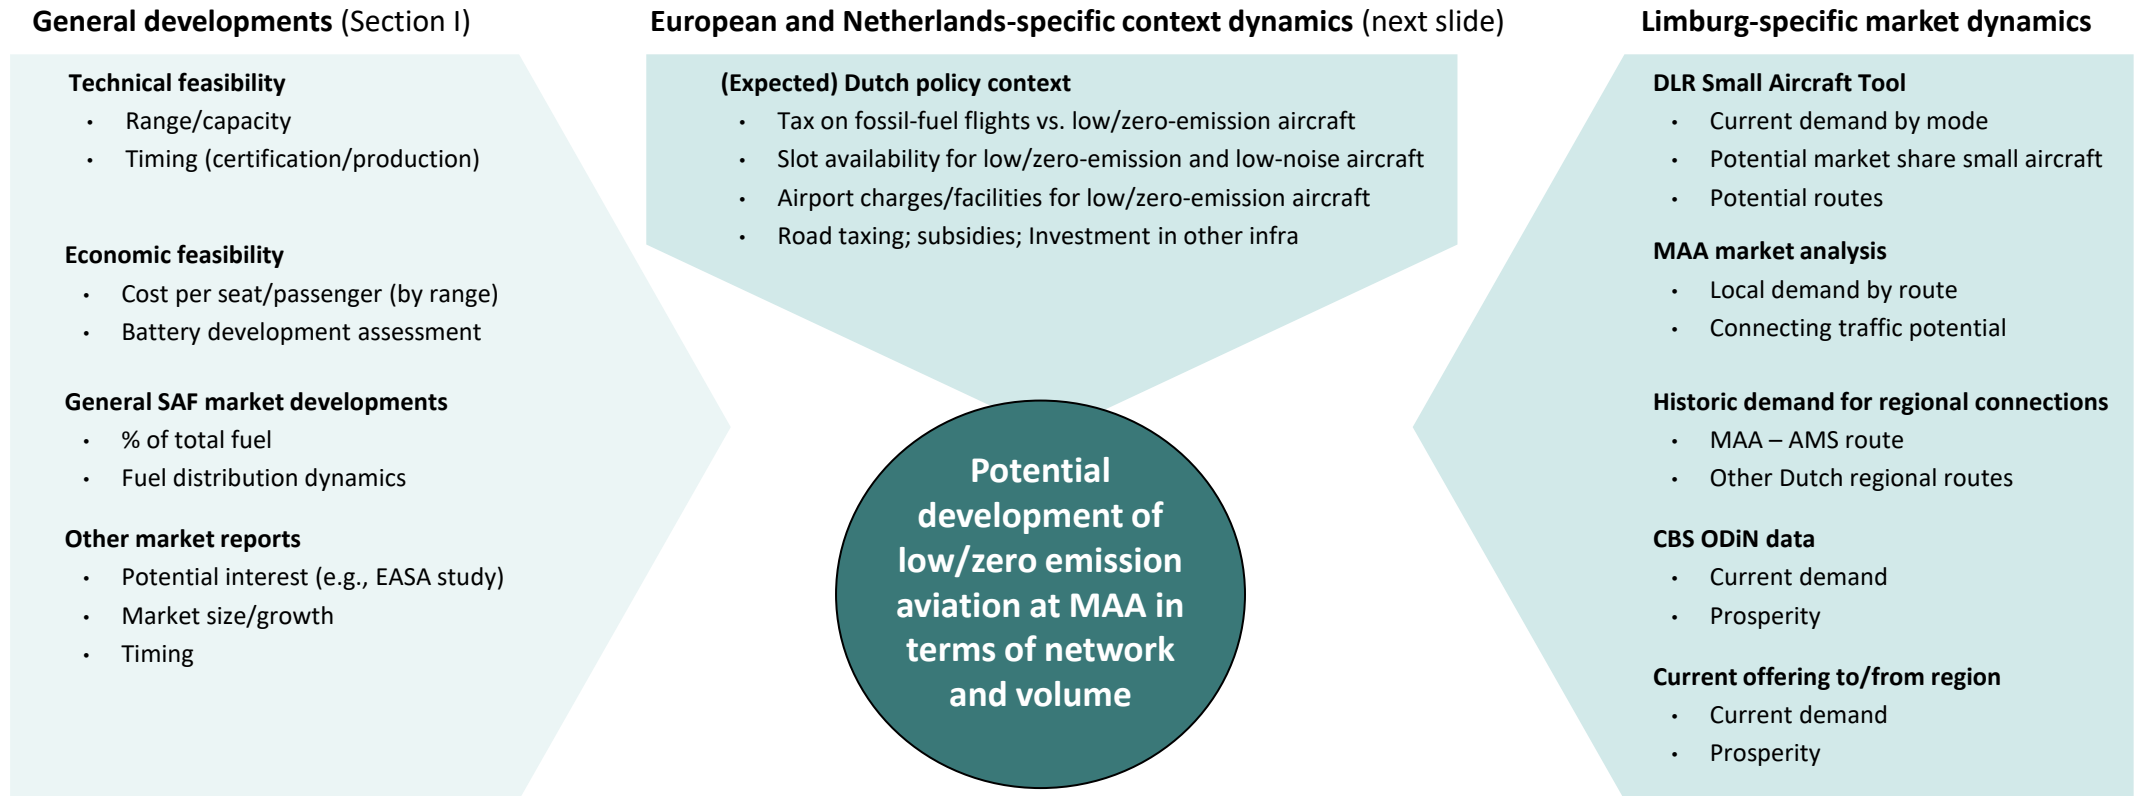 General developments (Section I)
Technical feasibility
• Range/capacity
• Timing (certification/production)
Economic feasibility
• Cost per seat/passenger (by range)
• Battery development assessment
General SAF market developments
• % of total fuel
• Fuel distribution dynamics
Other market reports
• Potential interest (e.g., EASA study)
• Market size/growth
• Timing
European and Netherlands-specific context dynamics (next slide)
(Expected) Dutch policy context
• Tax on fossil-fuel flights vs. low/zero-emission aircraft
• Slot availability for low/zero-emission and low-noise aircraft
• Airport charges/facilities for low/zero-emission aircraft
• Road taxing; subsidies; Investment in other infra
Potential
development of
low/zero emission
aviation at MAA in
terms of network
and volume
Limburg-specific market dynamics
DLR Small Aircraft Tool
• Current demand by mode
• Potential market share small aircraft
• Potential routes
MAA market analysis
• Local demand by route
• Connecting traffic potential
Historic demand for regional connections
• MAA – AMS route
• Other Dutch regional routes
CBS ODiN data
• Current demand
• Prosperity
Current offering to/from region
• Current demand
• Prosperity